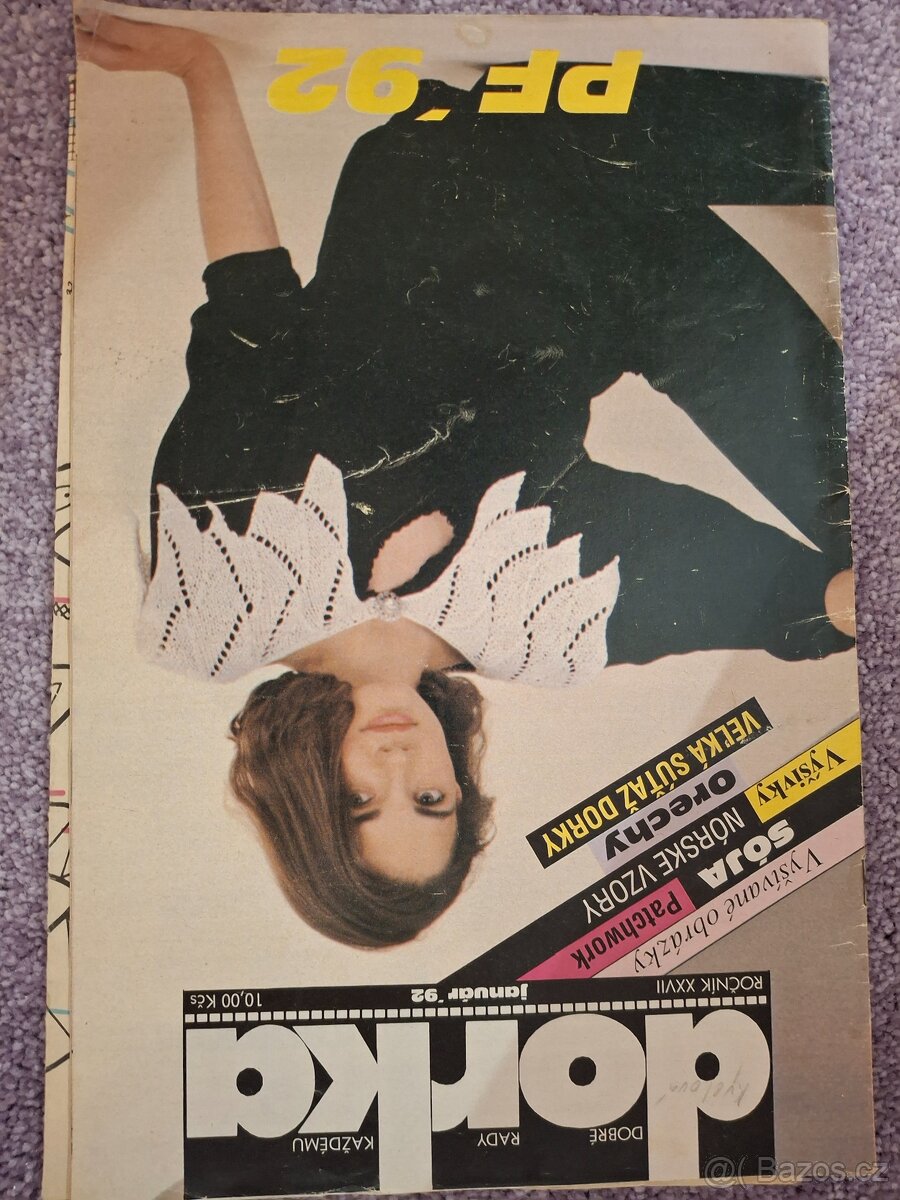 DOBRÉ RADY KAŽDÉMU
dorka
ROČNÍK XXVII január '92 10,00 Kčs
Vyšívané obrázky Patchwork
SÓJA NÓRSKE VZORY
Výšivky orechy
VEĽKÁ SÚŤAŽ DORKY
PF '92
@ Bazos.cz